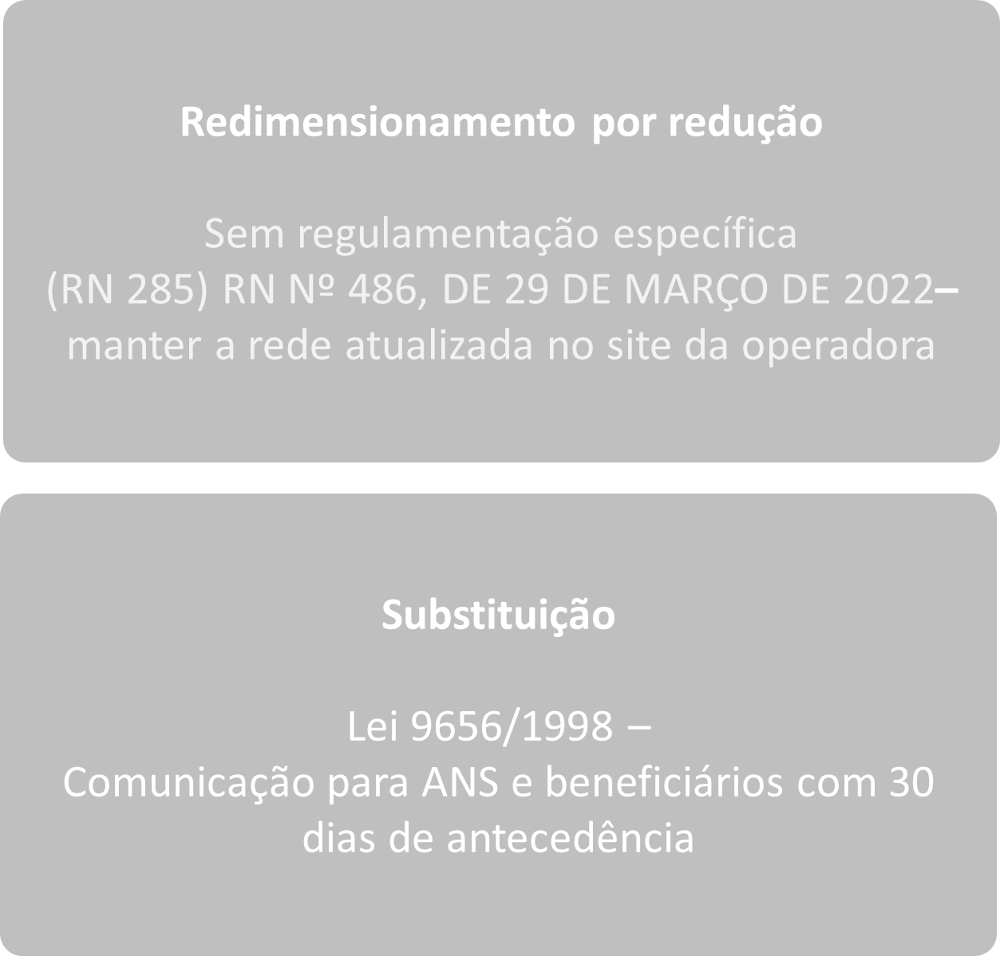 Redimensionamento por redução
Sem regulamentação específica
(RN 285) RN Nº 486, DE 29 DE MARÇO DE 2022–
manter a rede atualizada no site da operadora
Substituição
Lei 9656/1998 –
Comunicação para ANS e beneficiários com 30
dias de antecedência